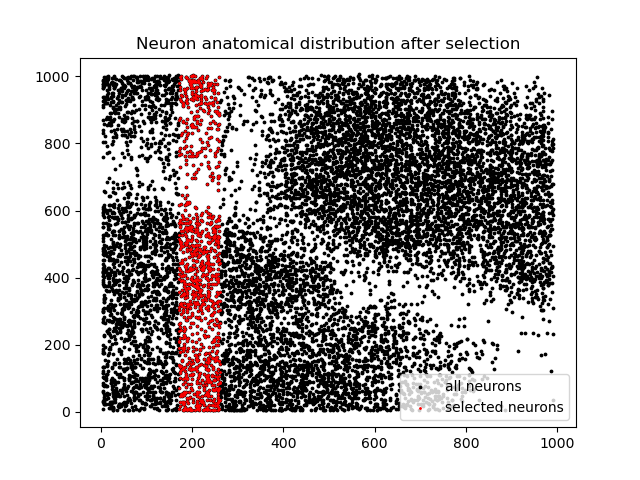 Neuron anatomical distribution after selection
1000
800
600
400
200
0
all neurons
selected neurons
0 200 400 600 800 1000